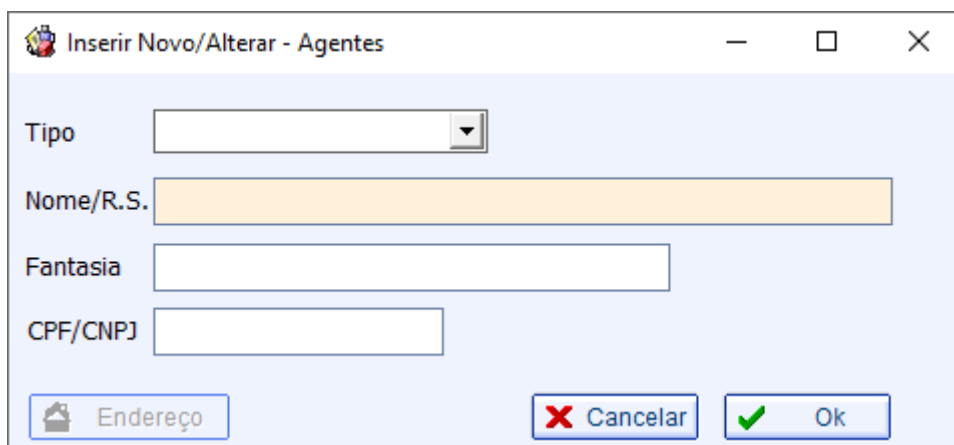 Inserir Novo/Alterar - Agentes
Tipo
Nome/R.S.
Fantasia
CPF/CNPJ
Endereço Cancelar Ok